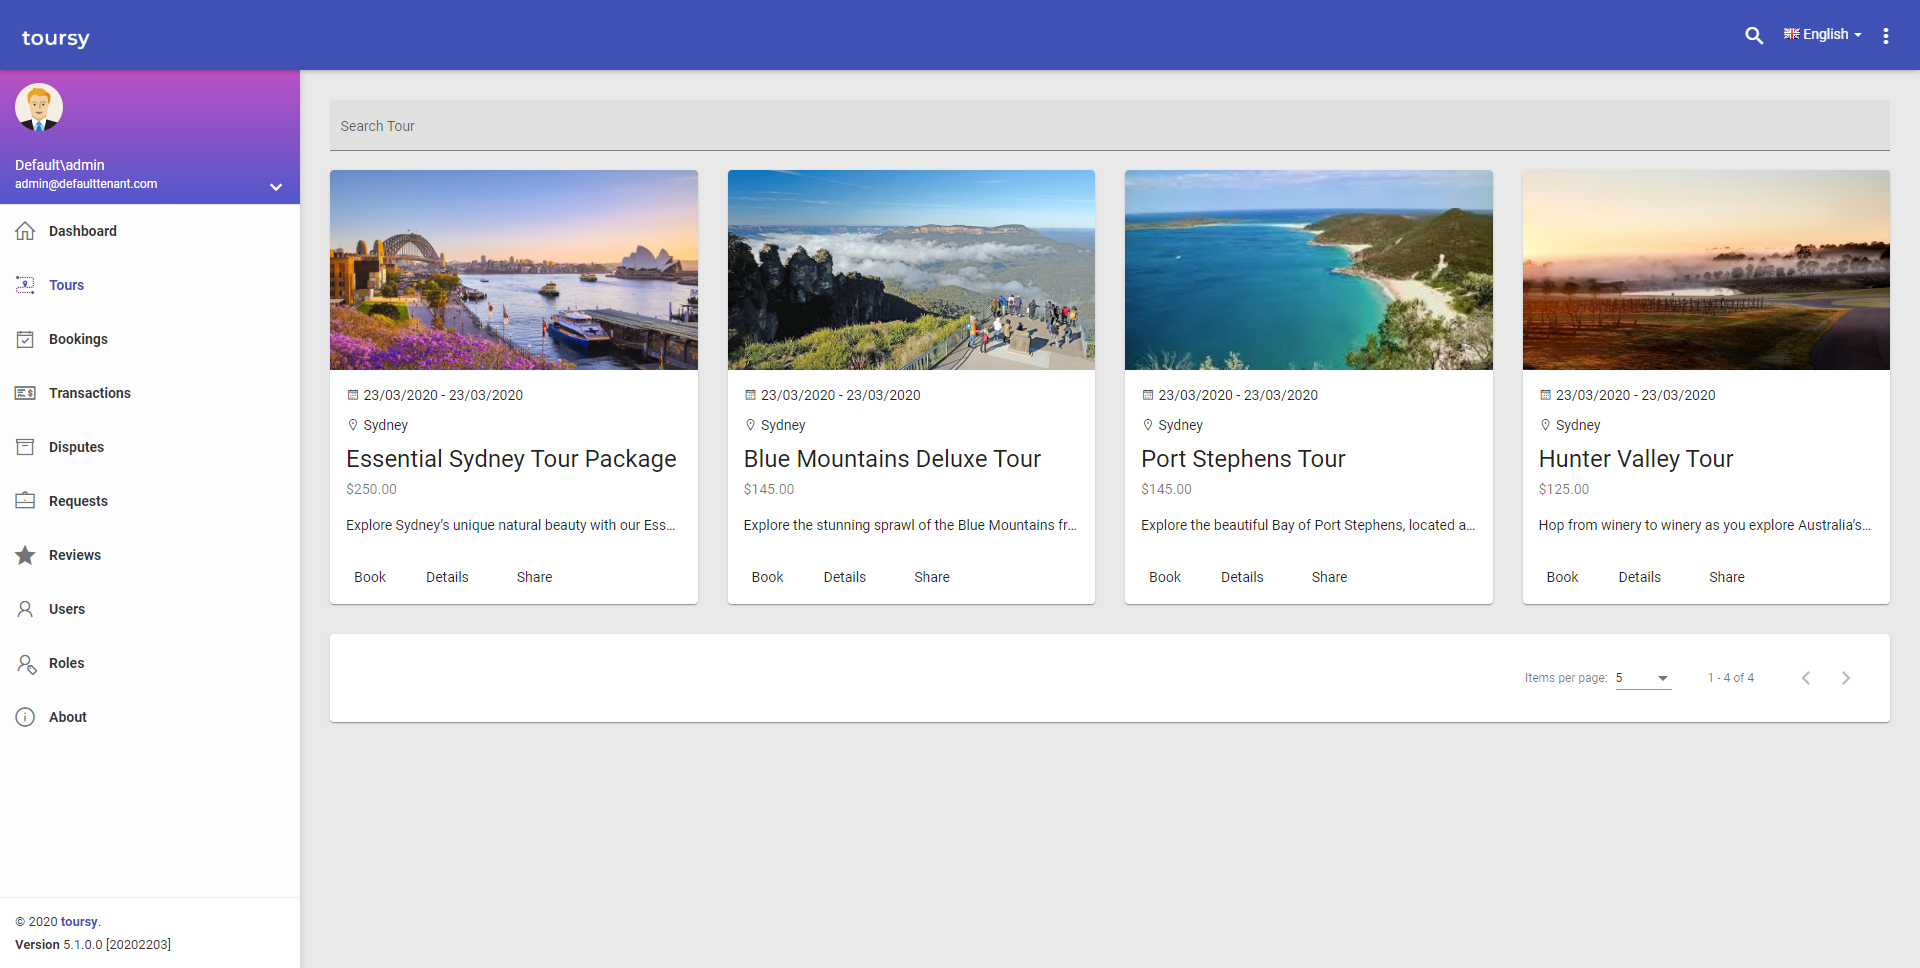 toursy
English
Default\admin
admin@defaulttenant.com
Dashboard
Tours
Bookings
Transactions
Disputes
Requests
Reviews
Users
Roles
About
© 2020 toursy.
Version 5.1.0.0 [20202203]
Search Tour
23/03/2020 - 23/03/2020
Sydney
Essential Sydney Tour Package
$250.00
Explore Sydney’s unique natural beauty with our Ess...
Book Details Share
23/03/2020 - 23/03/2020
Sydney
Blue Mountains Deluxe Tour
$145.00
Explore the stunning sprawl of the Blue Mountains fr...
Book Details Share
23/03/2020 - 23/03/2020
Sydney
Port Stephens Tour
$145.00
Explore the beautiful Bay of Port Stephens, located a...
Book Details Share
23/03/2020 - 23/03/2020
Sydney
Hunter Valley Tour
$125.00
Hop from winery to winery as you explore Australia’s...
Book Details Share
Items per page: 5 1 - 4 of 4